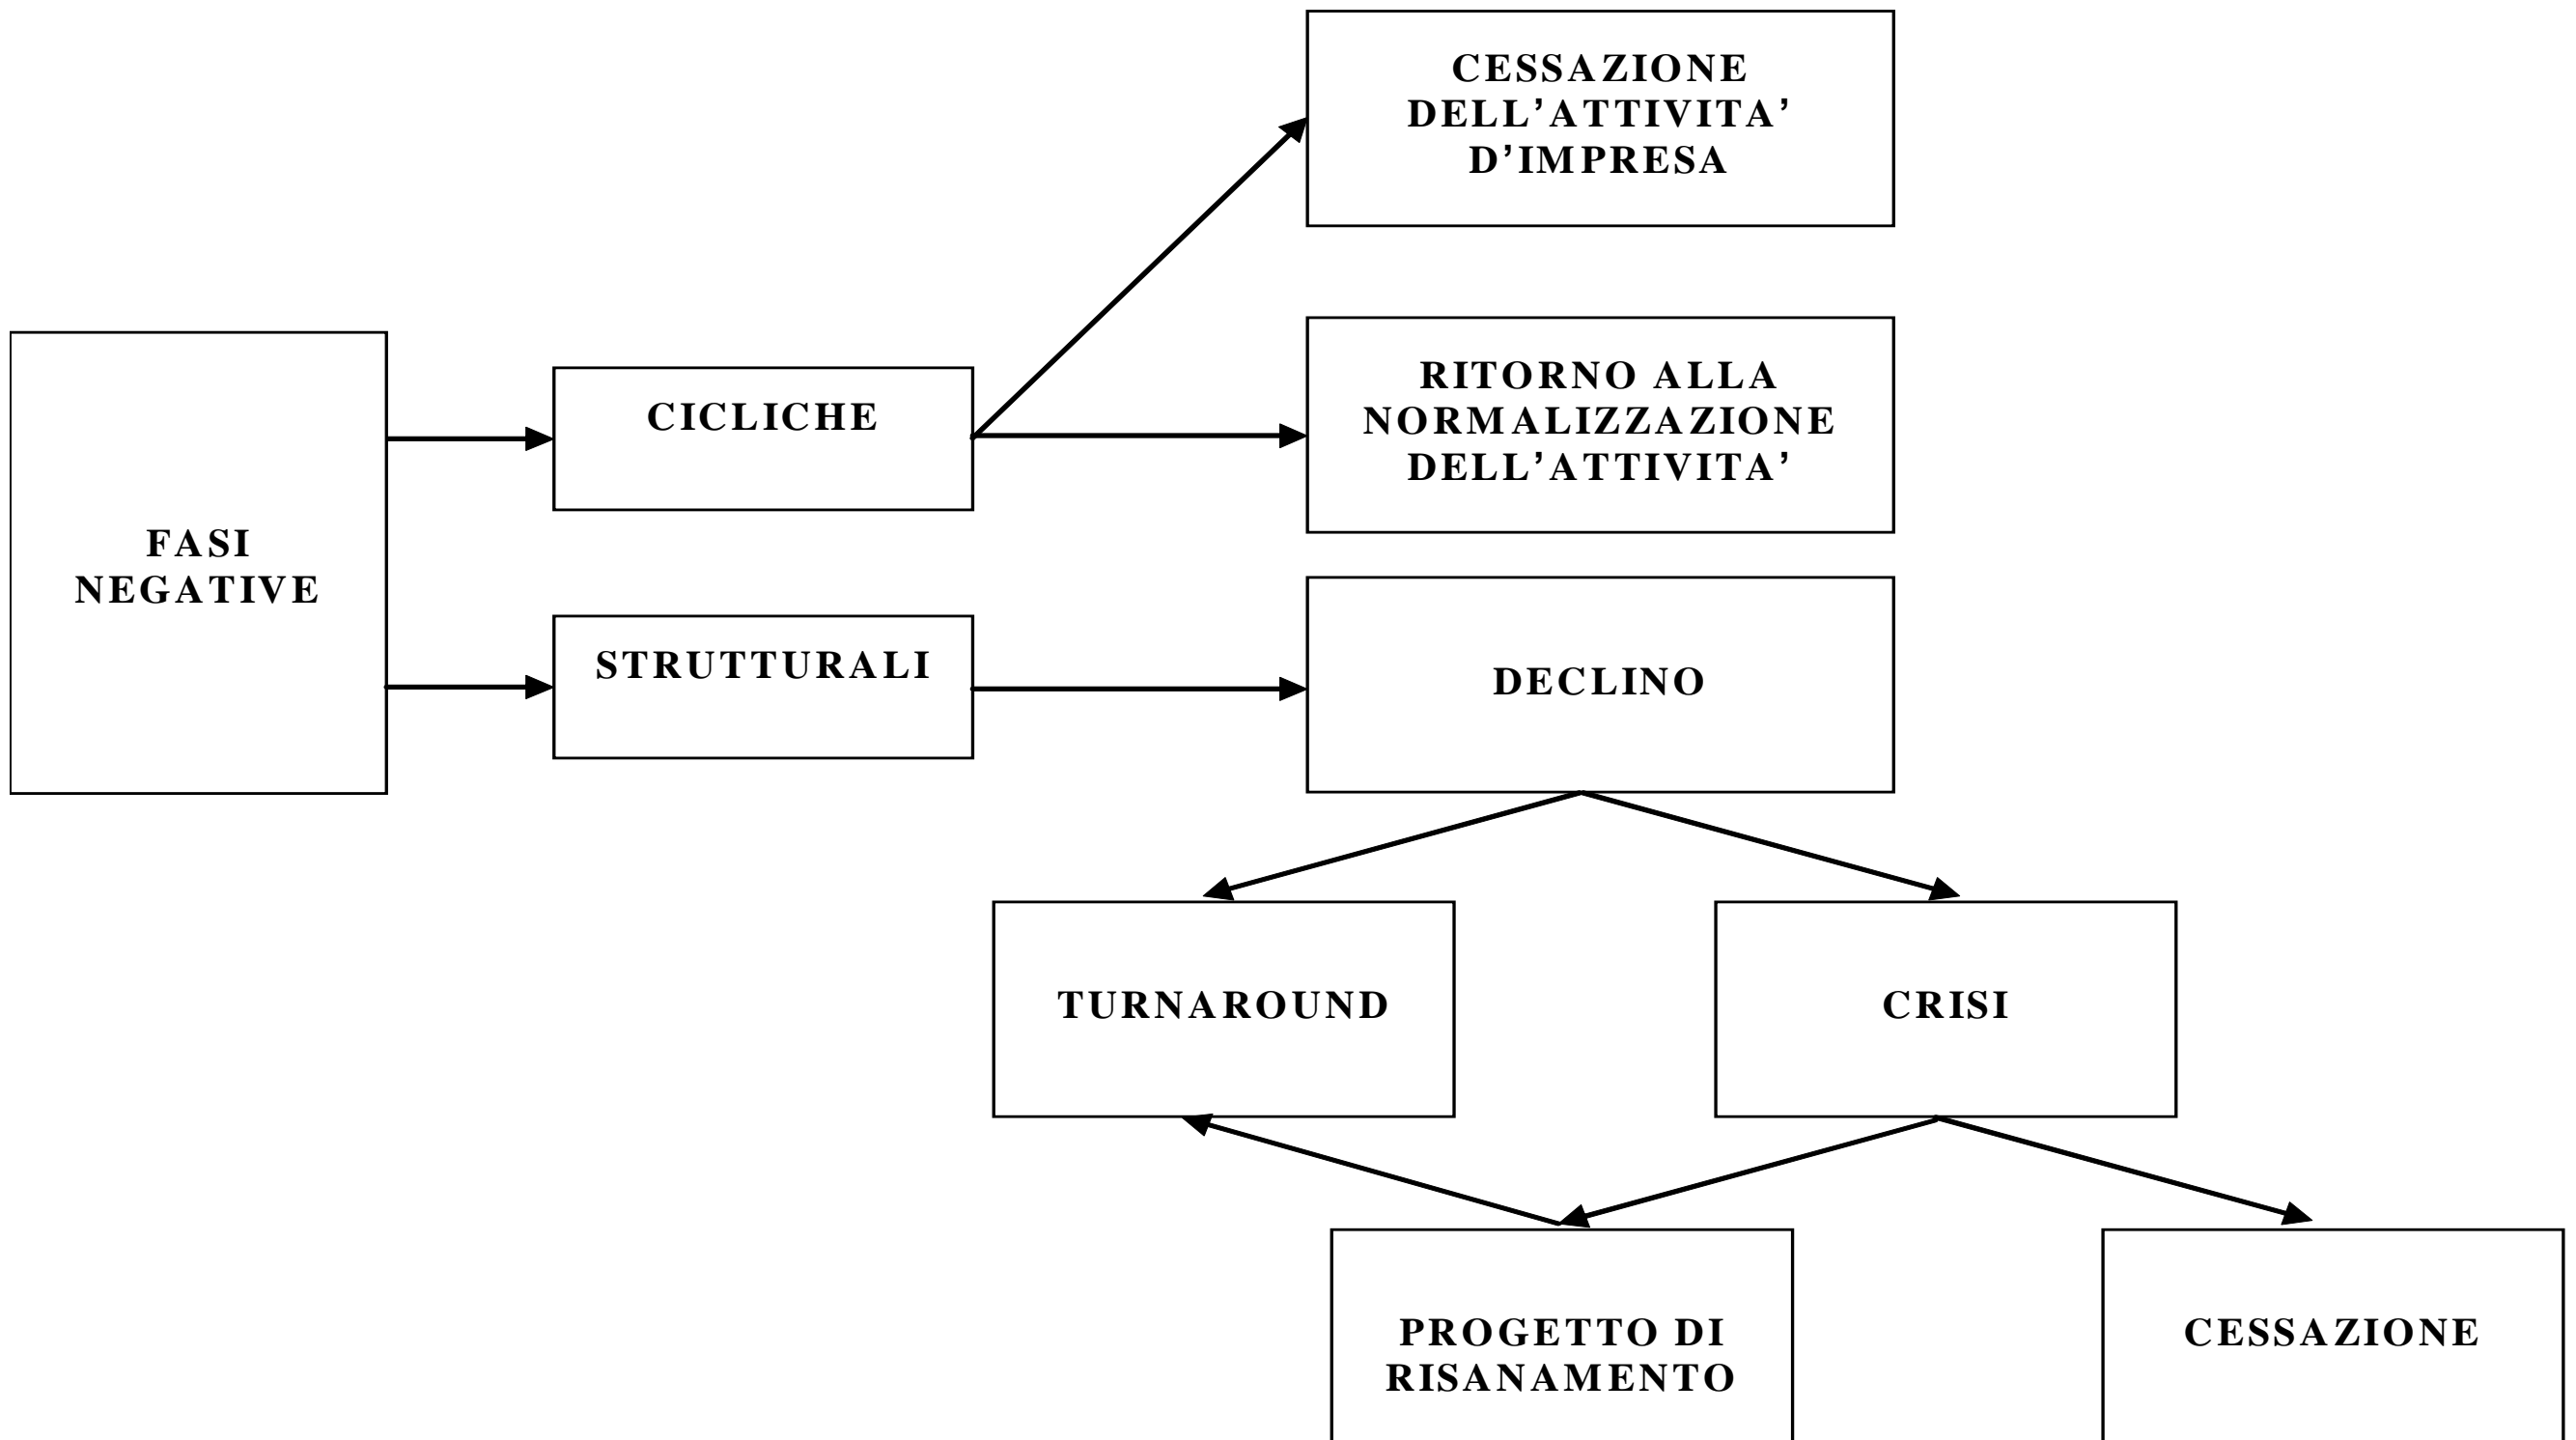 CESSAZIONE
DELL’ATTIVITA’
D’IMPRESA
RITORNO ALLA
NORMALIZZAZIONE
DELL’ATTIVITA’
CICLICHE
FASI
NEGATIVE
STRUTTURALI
DECLINO
TURNAROUND
CRISI
PROGETTO DI
RISANAMENTO
CESSAZIONE